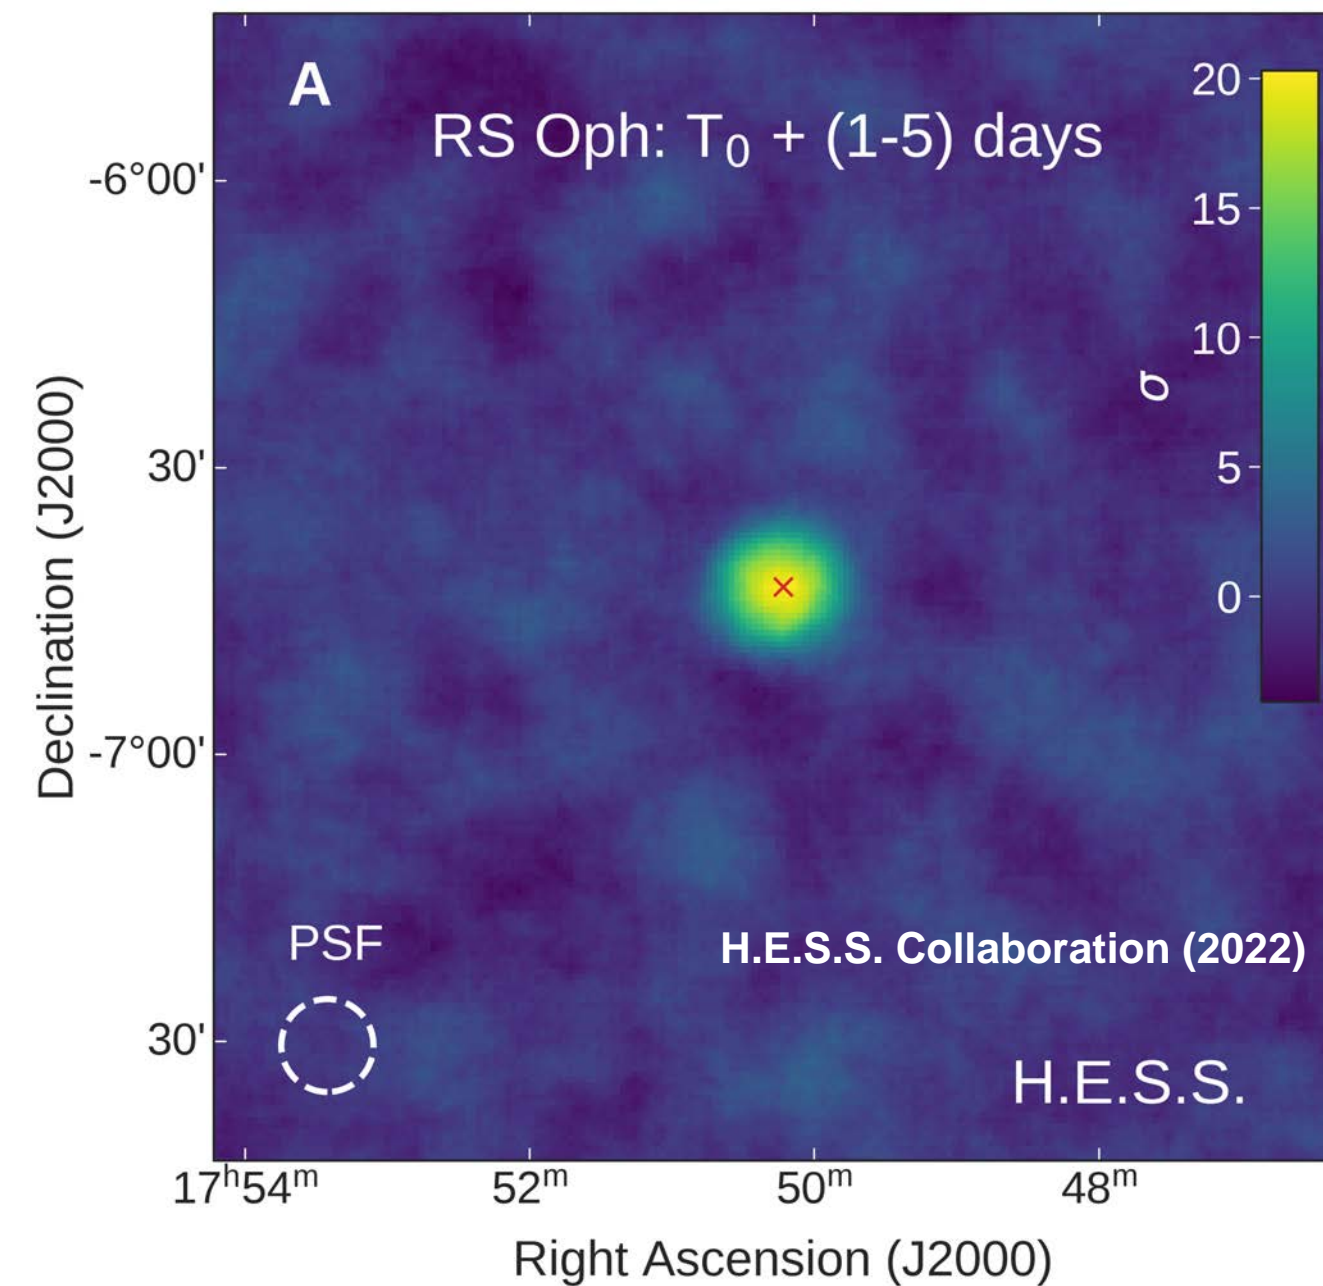 A
RS Oph: T₀ + (1-5) days
20
15
10
5
0
σ
-6°00'
30'
-7°00'
30'
Declination (J2000)
PSF
H.E.S.S. Collaboration (2022)
H.E.S.S.
17ʰ54ᵐ 52ᵐ 50ᵐ 48ᵐ
Right Ascension (J2000)